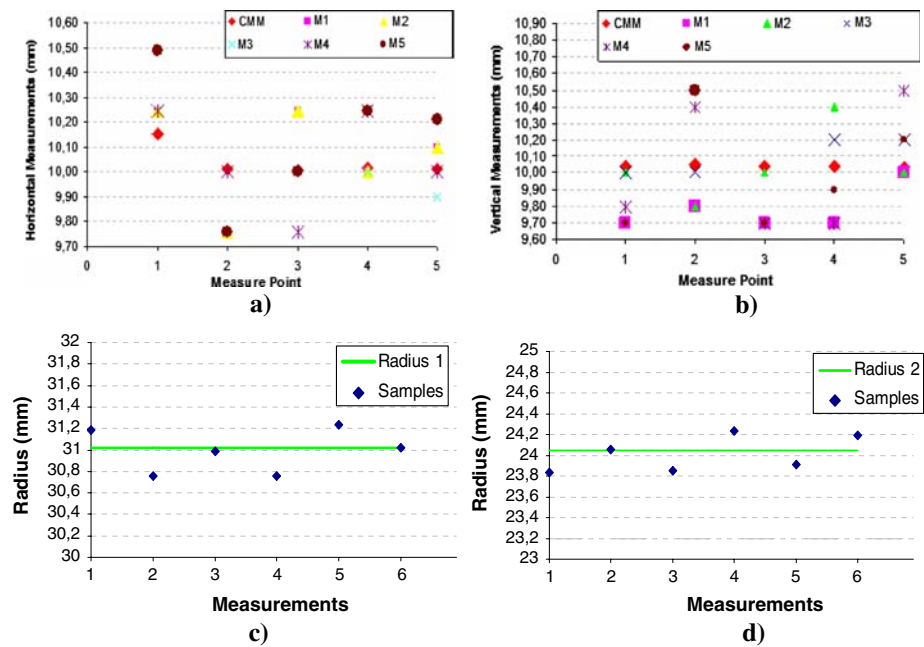 10,60
10,50
10,40
10,30
10,20
10,10
10,00
9,90
9,80
9,70
Horizontal Measurements (mm)
CMM M1 M2
M3 M4 M5
0 1 2 3 4 5
Measure Point
a)
10,90
10,80
10,70
10,60
10,50
10,40
10,30
10,20
10,10
10,00
9,90
9,80
9,70
9,60
Vertical Measurements (mm)
CMM M1 M2 M3
M4 M5
0 1 2 3 4 5
Measure Point
b)
32
31,8
31,6
31,4
31,2
31
30,8
30,6
30,4
30,2
30
Radius (mm)
Radius 1
Samples
1 2 3 4 5 6
Measurements
c)
25
24,8
24,6
24,4
24,2
24
23,8
23,6
23,4
23,2
23
Radius (mm)
Radius 2
Samples
1 2 3 4 5 6
Measurements
d)